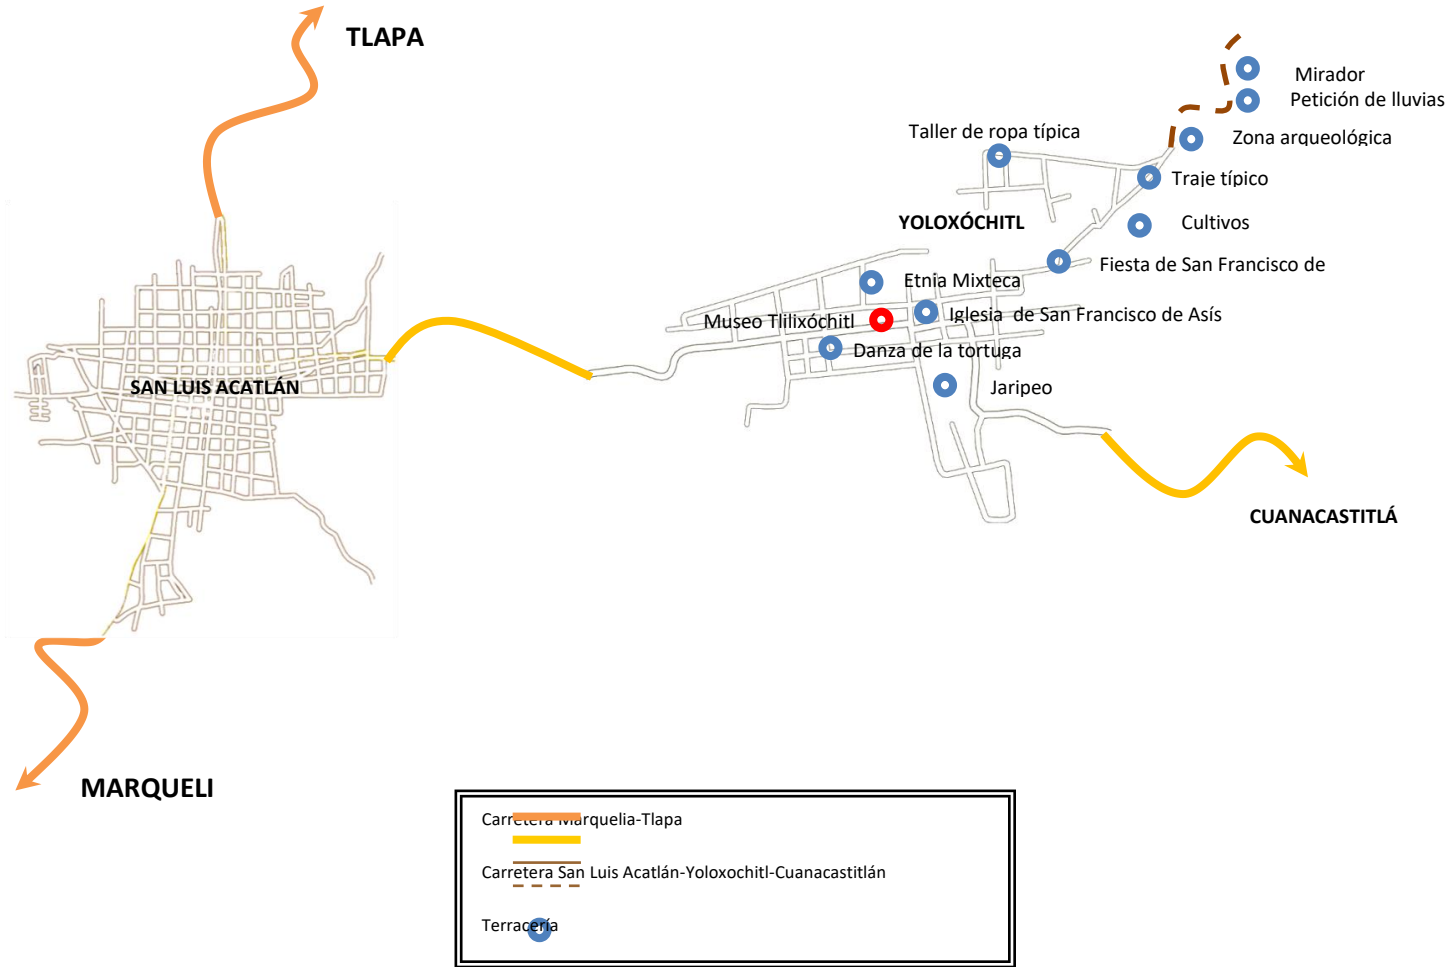 TLAPA
Mirador
Petición de lluvias
Taller de ropa típica
Zona arqueológica
Traje típico
YOLOXÓCHITL
Cultivos
Fiesta de San Francisco de
Etnia Mixteca
Museo Tlilixóchitl
Iglesia de San Francisco de Asís
Danza de la tortuga
SAN LUIS ACATLÁN
Jaripeo
CUANACASTITLÁ
MARQUELI
Carretera Marquelia-Tlapa
Carretera San Luis Acatlán-Yoloxochitl-Cuanacastitlán
Terracería